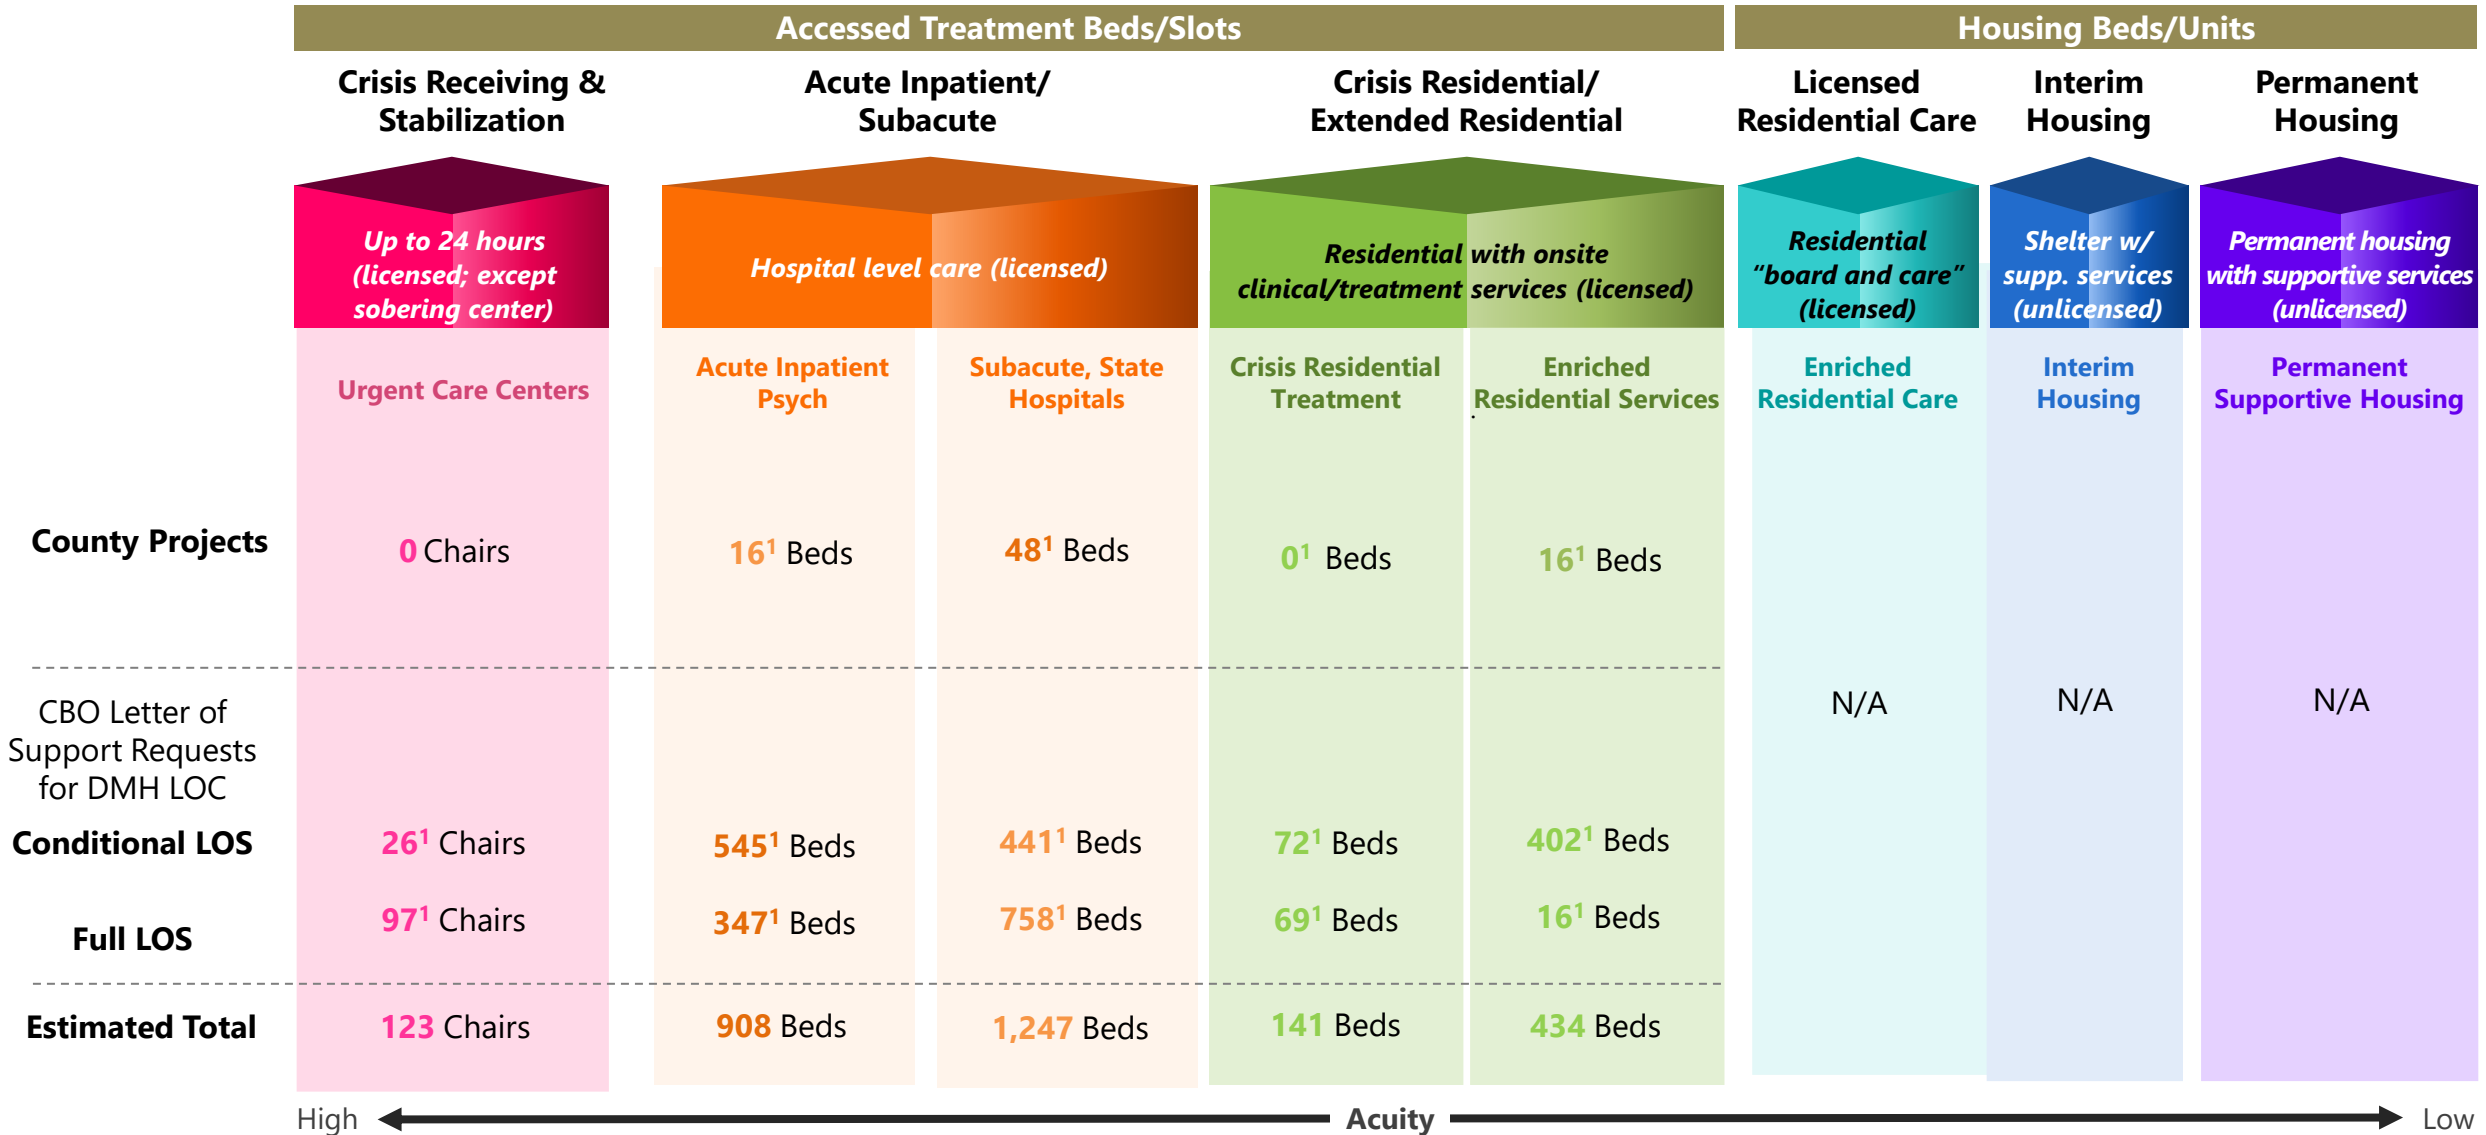 Accessed Treatment Beds/Slots
Housing Beds/Units
Crisis Receiving &
Stabilization
Acute Inpatient/
Subacute
Crisis Residential/
Extended Residential
Licensed
Residential Care
Interim
Housing
Permanent
Housing
Up to 24 hours
(licensed; except
sobering center)
Hospital level care (licensed)
Residential with onsite
clinical/treatment services (licensed)
Residential
“board and care”
(licensed)
Shelter w/
supp. services
(unlicensed)
Permanent housing
with supportive services
(unlicensed)
Urgent Care Centers
Acute Inpatient
Psych
Subacute, State
Hospitals
Crisis Residential
Treatment
Enriched
Residential Services
.
Enriched
Residential Care
Interim
Housing
Permanent
Supportive Housing
County Projects
0 Chairs
16¹ Beds
48¹ Beds
0¹ Beds
16¹ Beds
CBO Letter of
Support Requests
for DMH LOC
N/A
N/A
N/A
Conditional LOS
26¹ Chairs
545¹ Beds
441¹ Beds
72¹ Beds
402¹ Beds
Full LOS
97¹ Chairs
347¹ Beds
758¹ Beds
69¹ Beds
16¹ Beds
Estimated Total
123 Chairs
908 Beds
1,247 Beds
141 Beds
434 Beds
High
Acuity
Low